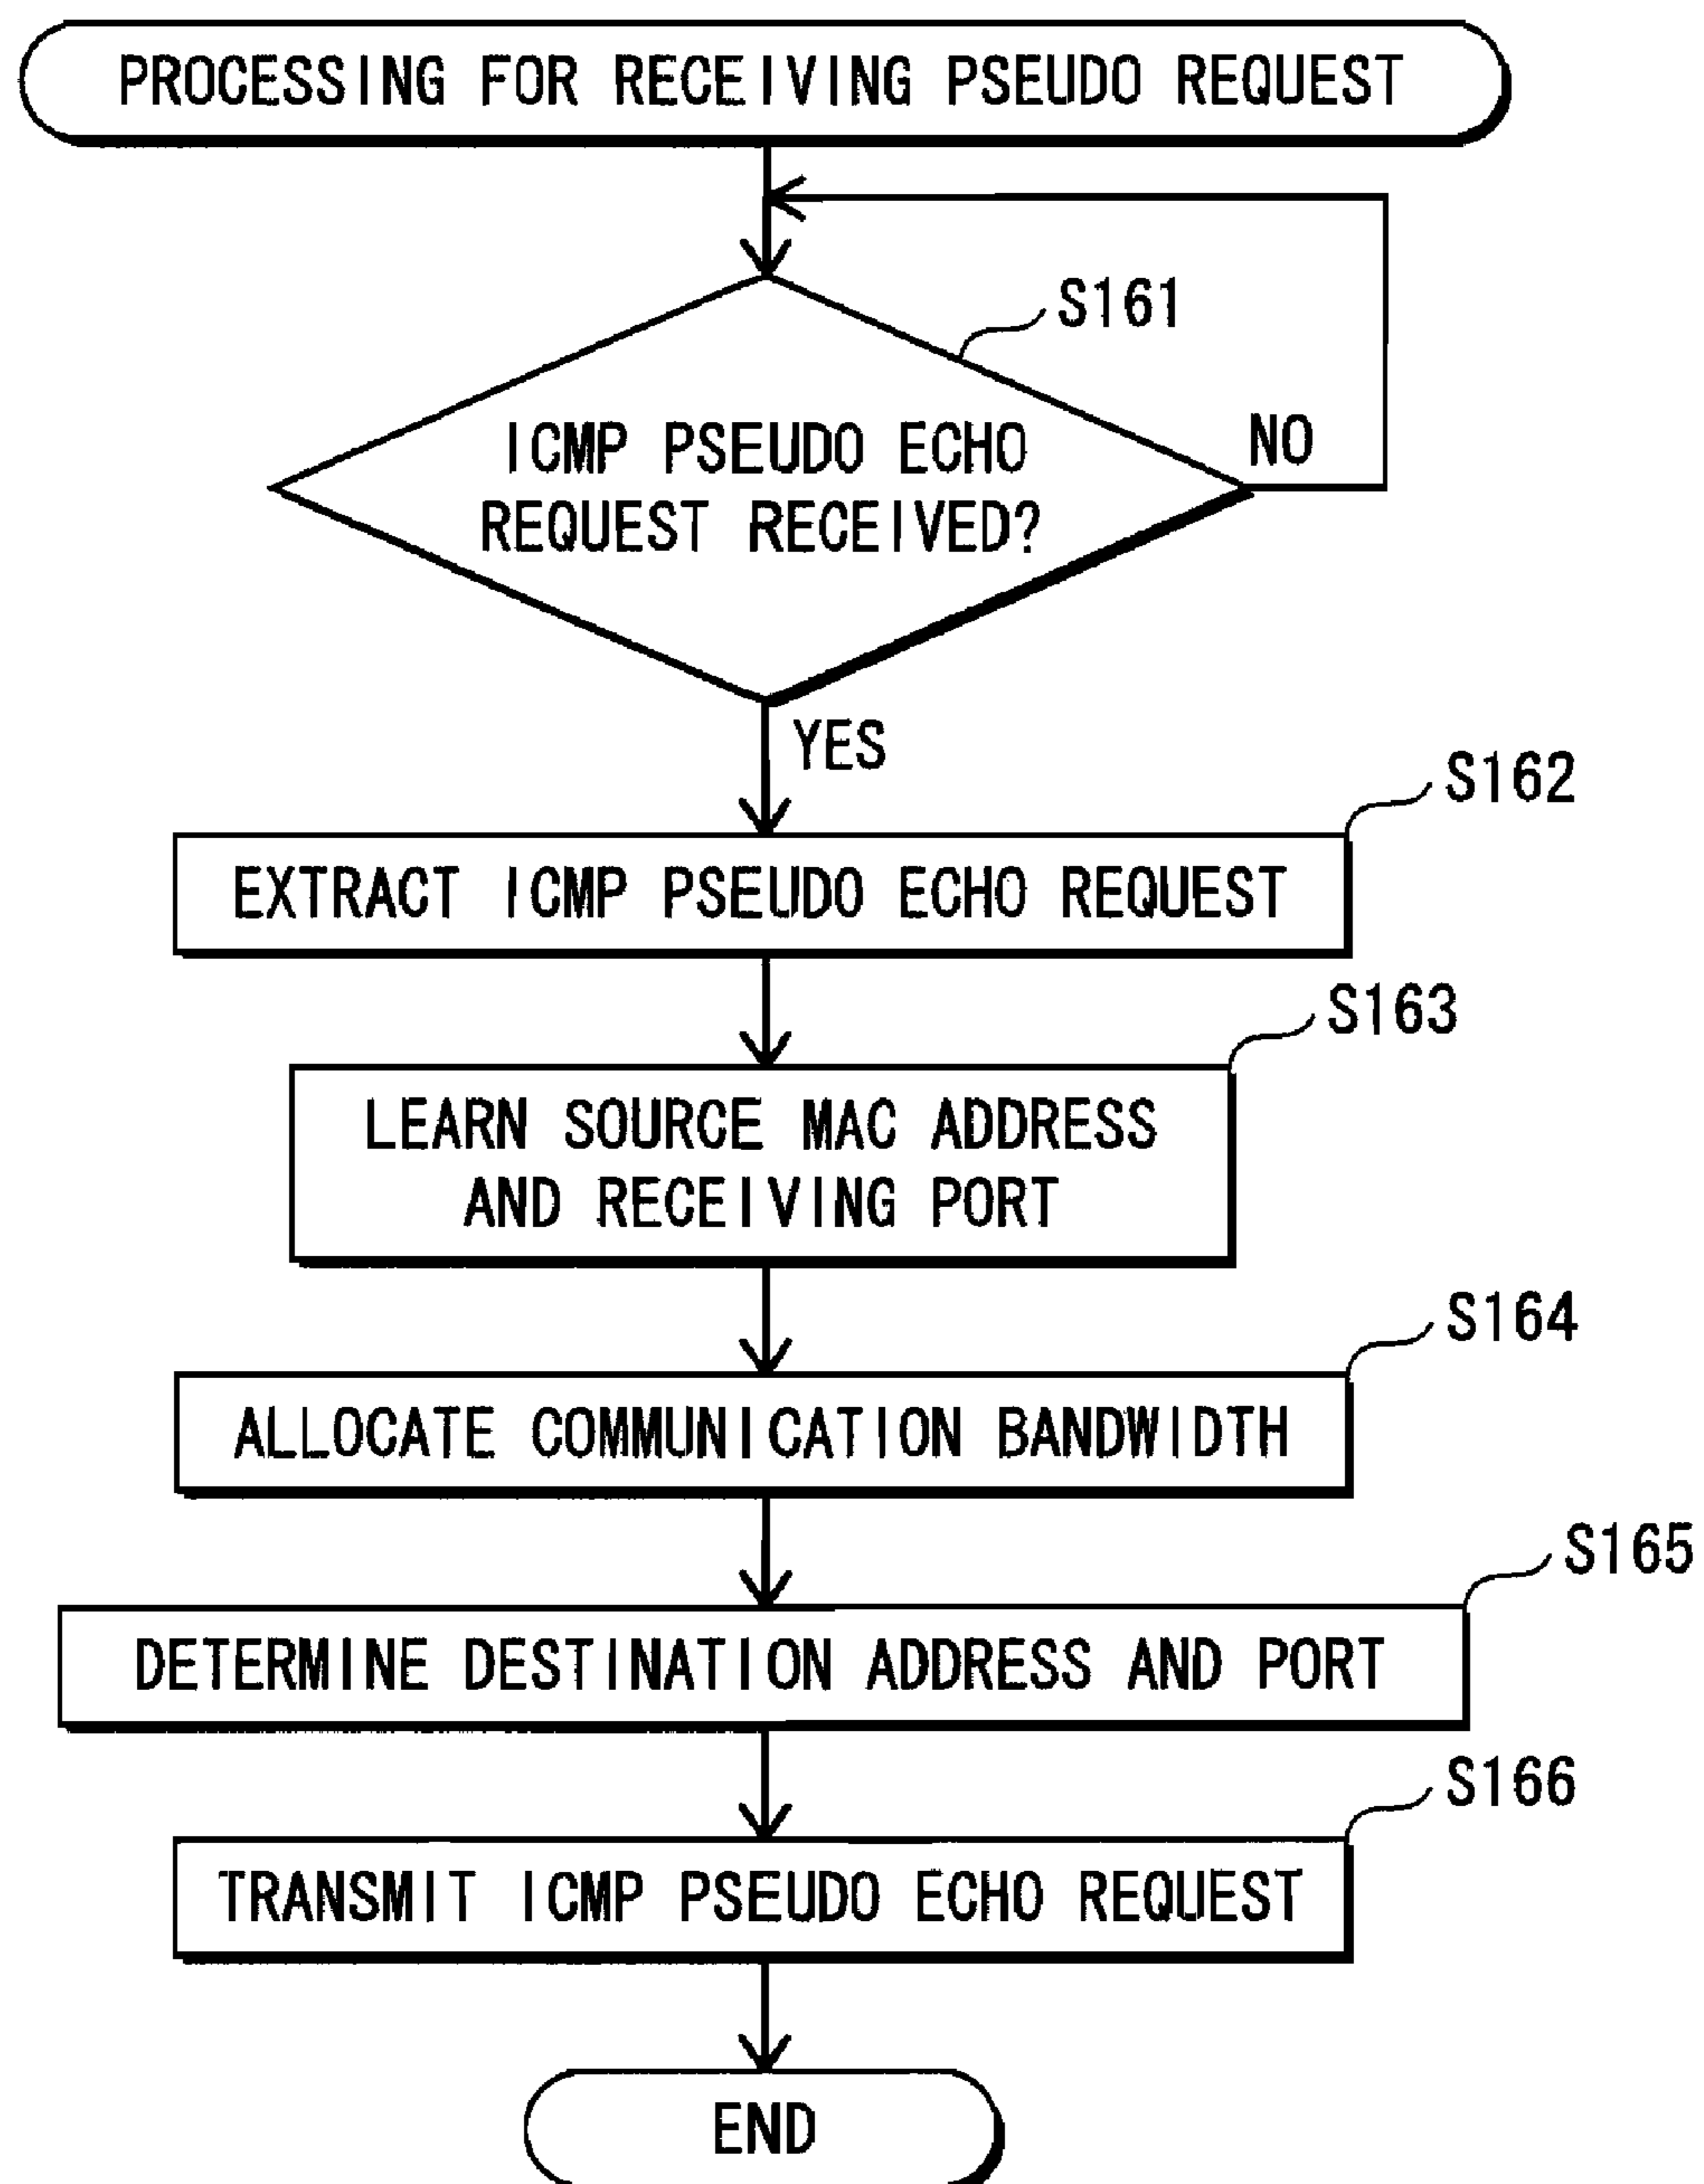 PROCESSING FOR RECEIVING PSEUDO REQUEST
S161
ICMP PSEUDO ECHO
REQUEST RECEIVED?
NO
YES
S162
EXTRACT ICMP PSEUDO ECHO REQUEST
S163
LEARN SOURCE MAC ADDRESS
AND RECEIVING PORT
S164
ALLOCATE COMMUNICATION BANDWIDTH
S165
DETERMINE DESTINATION ADDRESS AND PORT
S166
TRANSMIT ICMP PSEUDO ECHO REQUEST
END